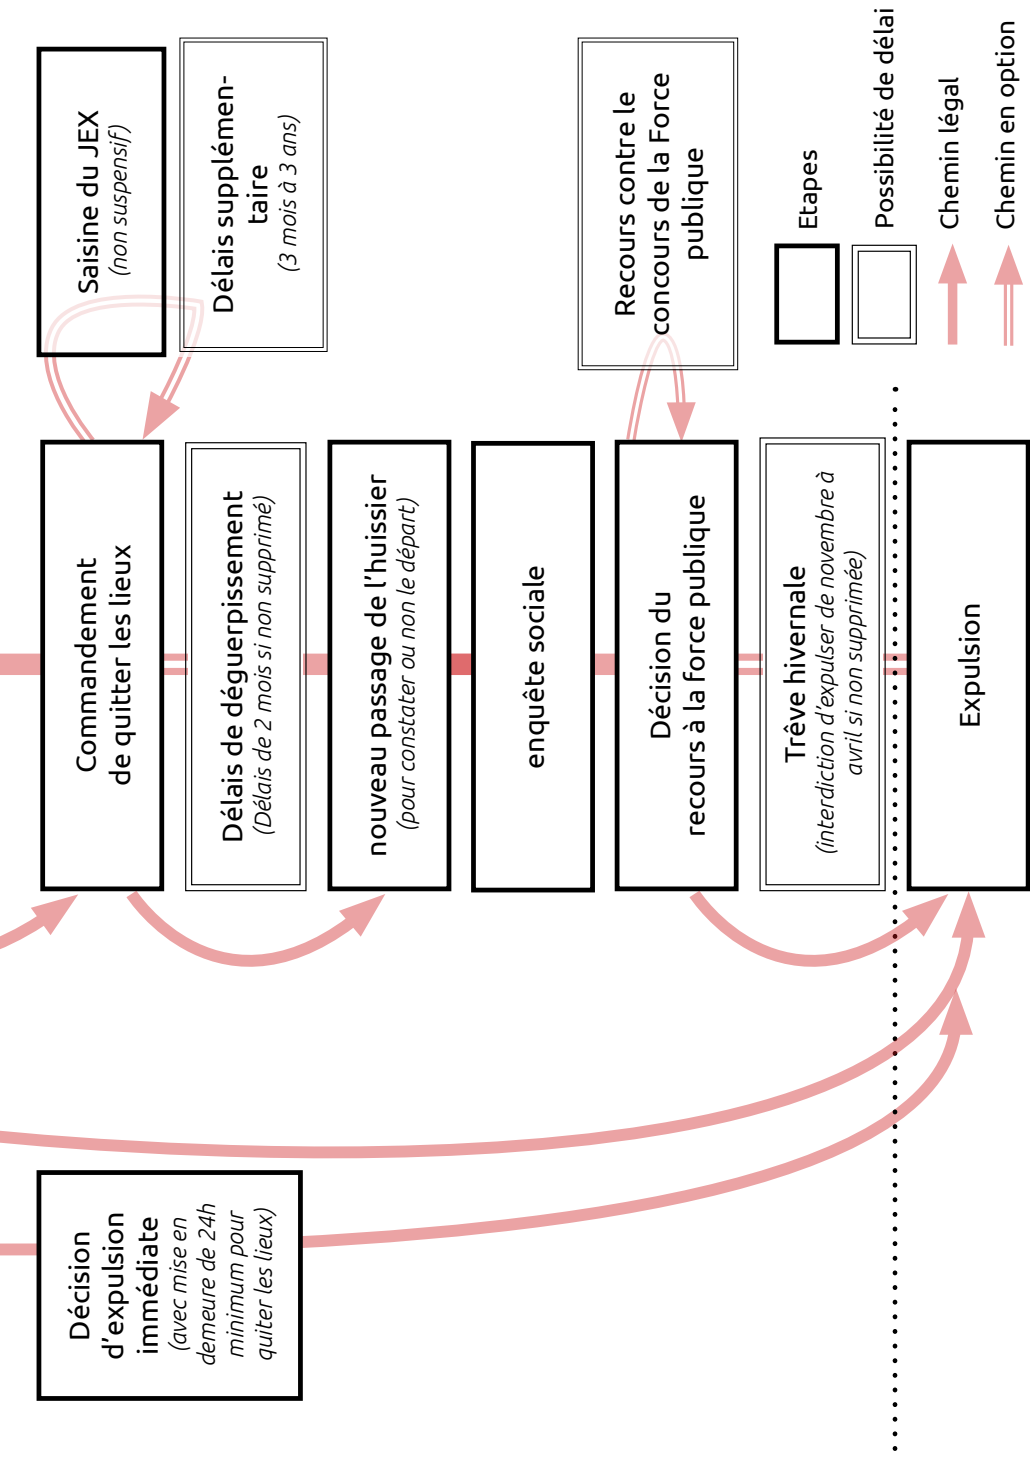 Saisine du JEX
(non suspensif)
Délais supplémen-
taire
(3 mois à 3 ans)
Recours contre le
concours de la Force
publique
Etapes
Possibilité de délai
Chemin légal
Chemin en option
Commandement
de quitter les lieux
Délais de déguerpissement
(Délais de 2 mois si non supprimé)
nouveau passage de l'huissier
(pour constater ou non le départ)
enquête sociale
Décision du
recours à la force publique
Trêve hivernale
(interdiction d'expulser de novembre à
avril si non supprimée)
Expulsion
Décision
d'expulsion
immédiate
(avec mise en
demeure de 24h
minimum pour
quiter les lieux)